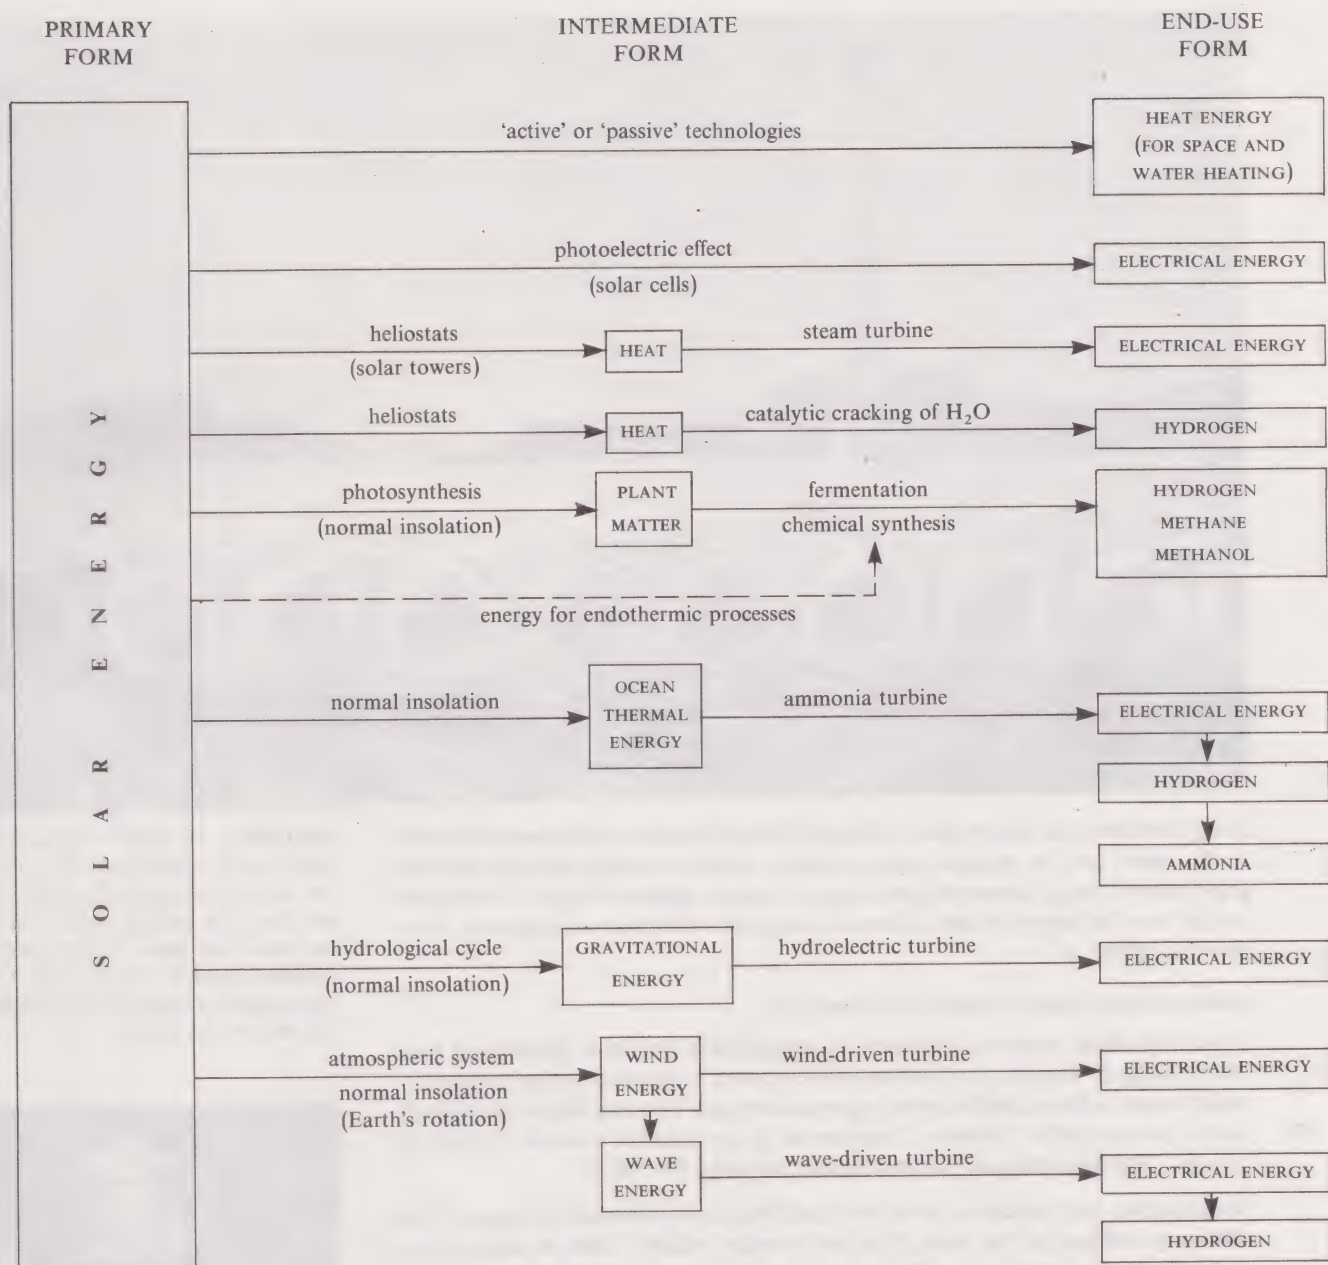 PRIMARY
FORM
INTERMEDIATE
FORM
END-USE
FORM
SOLAR ENERGY
'active' or 'passive' technologies
HEAT ENERGY
(FOR SPACE AND
WATER HEATING)
photoelectric effect
(solar cells)
ELECTRICAL ENERGY
heliostats
(solar towers)
HEAT
steam turbine
ELECTRICAL ENERGY
heliostats
HEAT
catalytic cracking of H₂O
HYDROGEN
photosynthesis
(normal insolation)
PLANT
MATTER
fermentation
chemical synthesis
HYDROGEN
METHANE
METHANOL
energy for endothermic processes
normal insolation
OCEAN
THERMAL
ENERGY
ammonia turbine
ELECTRICAL ENERGY
HYDROGEN
AMMONIA
hydrological cycle
(normal insolation)
GRAVITATIONAL
ENERGY
hydroelectric turbine
ELECTRICAL ENERGY
atmospheric system
normal insolation
(Earth's rotation)
WIND
ENERGY
wind-driven turbine
ELECTRICAL ENERGY
WAVE
ENERGY
wave-driven turbine
ELECTRICAL ENERGY
HYDROGEN